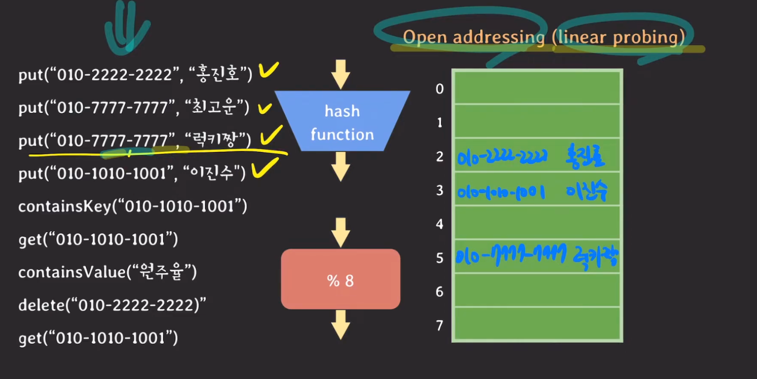 Open addressing (linear probing)
put(“010-2222-2222”, “홍진호”)
put(“010-7777-7777”, “최고운”)
put(“010-7777-7777”, “럭키짱”)
put(“010-1010-1001”, “이진수”)
containsKey(“010-1010-1001”)
get(“010-1010-1001”)
containsValue(“원주율”)
delete(“010-2222-2222)”
get(“010-1010-1001”)
hash
function
% 8
0
1
2 010-2222-2222 홍진호
3 010-1010-1001 이진수
4
5 010-7777-7777 럭키짱
6
7